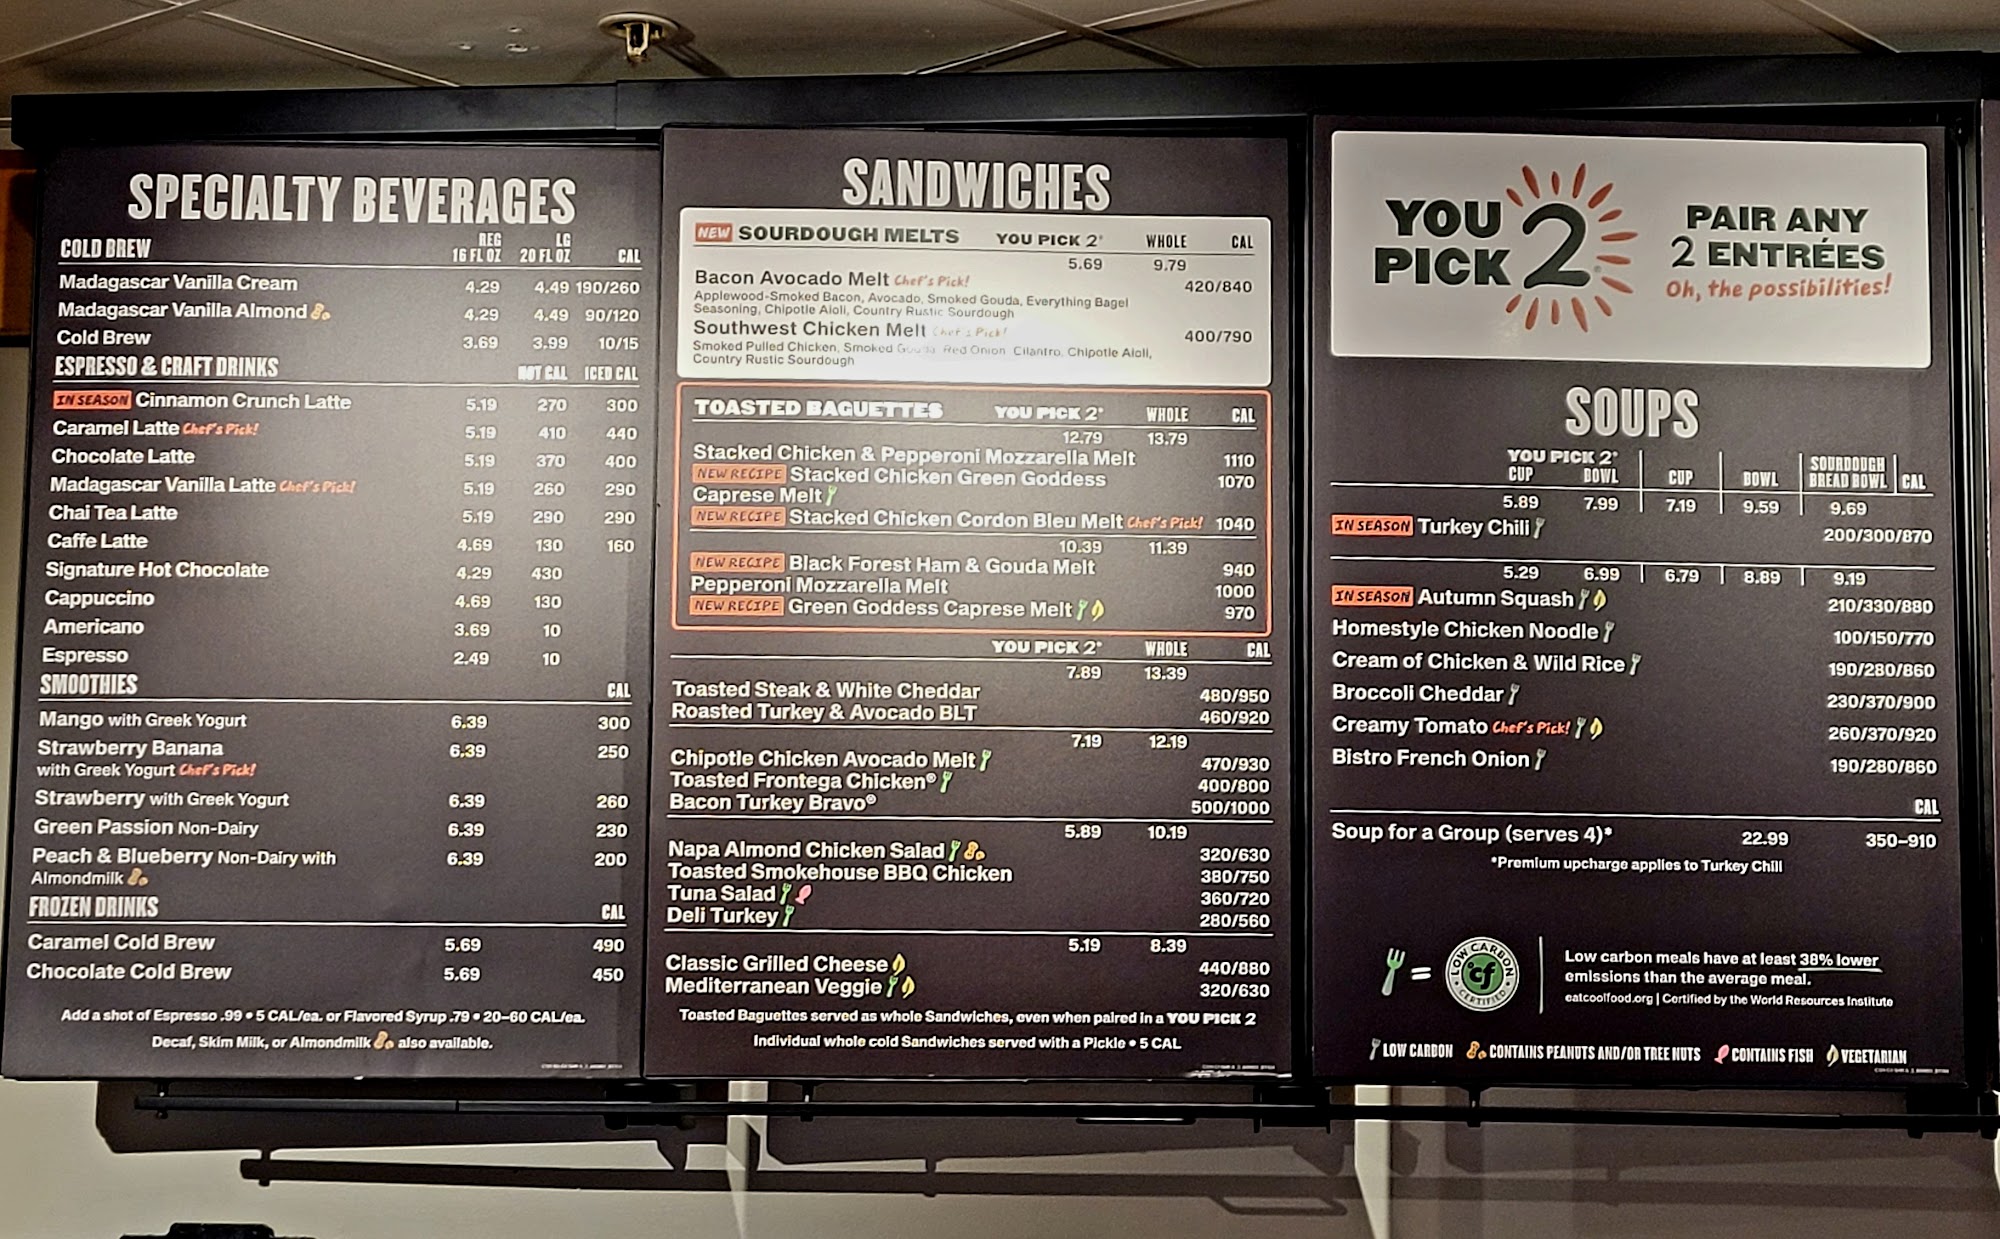 SPECIALTY BEVERAGES
COLD BREW REG 16 FL OZ LG 20 FL OZ CAL
Madagascar Vanilla Cream 4.29 4.49 190/260
Madagascar Vanilla Almond 4.29 4.49 90/120
Cold Brew 3.69 3.99 10/15
ESPRESSO & CRAFT DRINKS HOT CAL ICED CAL
IN SEASON Cinnamon Crunch Latte 5.19 270 300
Caramel Latte Chef's Pick! 5.19 410 440
Chocolate Latte 5.19 370 400
Madagascar Vanilla Latte Chef's Pick! 5.19 260 290
Chai Tea Latte 5.19 290 290
Caffe Latte 4.69 130 160
Signature Hot Chocolate 4.29 430
Cappuccino 4.69 130
Americano 3.69 10
Espresso 2.49 10
SMOOTHIES CAL
Mango with Greek Yogurt 6.39 300
Strawberry Banana 6.39 250
with Greek Yogurt Chef's Pick!
Strawberry with Greek Yogurt 6.39 260
Green Passion Non-Dairy 6.39 230
Peach & Blueberry Non-Dairy with 6.39 200
Almondmilk
FROZEN DRINKS CAL
Caramel Cold Brew 5.69 490
Chocolate Cold Brew 5.69 450
Add a shot of Espresso .99 • 5 CAL/ea. or Flavored Syrup .79 • 20-60 CAL/ea.
Decaf, Skim Milk, or Almondmilk also available.
SANDWICHES
NEW SOURDOUGH MELTS YOU PICK 2* WHOLE CAL
5.69 9.79
Bacon Avocado Melt Chef's Pick! 420/840
Applewood-Smoked Bacon, Avocado, Smoked Gouda, Everything Bagel
Seasoning, Chipotle Aioli, Country Rustic Sourdough
Southwest Chicken Melt Chef's Pick! 400/790
Smoked Pulled Chicken, Smoked Gouda, Red Onion, Cilantro, Chipotle Aioli,
Country Rustic Sourdough
TOASTED BAGUETTES YOU PICK 2* WHOLE CAL
12.79 13.79
Stacked Chicken & Pepperoni Mozzarella Melt 1110
NEW RECIPE Stacked Chicken Green Goddess 1070
Caprese Melt
NEW RECIPE Stacked Chicken Cordon Bleu Melt Chef's Pick! 1040
10.39 11.39
NEW RECIPE Black Forest Ham & Gouda Melt 940
Pepperoni Mozzarella Melt 1000
NEW RECIPE Green Goddess Caprese Melt 970
YOU PICK 2* WHOLE CAL
7.89 13.39
Toasted Steak & White Cheddar 480/950
Roasted Turkey & Avocado BLT 460/920
7.19 12.19
Chipotle Chicken Avocado Melt 470/930
Toasted Frontega Chicken® 400/800
Bacon Turkey Bravo® 500/1000
5.89 10.19
Napa Almond Chicken Salad 320/630
Toasted Smokehouse BBQ Chicken 380/750
Tuna Salad 360/720
Deli Turkey 280/560
5.19 8.39
Classic Grilled Cheese 440/880
Mediterranean Veggie 320/630
Toasted Baguettes served as whole Sandwiches, even when paired in a YOU PICK 2
Individual whole cold Sandwiches served with a Pickle • 5 CAL
YOU PICK 2
PAIR ANY
2 ENTRÉES
Oh, the possibilities!
SOUPS
YOU PICK 2*
CUP BOWL CUP BOWL SOURDOUGH BREAD BOWL CAL
5.89 7.99 7.19 9.59 9.69
IN SEASON Turkey Chili 200/300/870
5.29 6.99 6.79 8.89 9.19
IN SEASON Autumn Squash 210/330/880
Homestyle Chicken Noodle 100/150/770
Cream of Chicken & Wild Rice 190/280/860
Broccoli Cheddar 230/370/900
Creamy Tomato Chef's Pick! 260/370/920
Bistro French Onion 190/280/860
CAL
Soup for a Group (serves 4)* 22.99 350-910
*Premium upcharge applies to Turkey Chili
=
LOW CARBON cf CERTIFIED
Low carbon meals have at least 38% lower
emissions than the average meal.
eatcoolfood.org | Certified by the World Resources Institute
LOW CARBON CONTAINS PEANUTS AND/OR TREE NUTS CONTAINS FISH VEGETARIAN